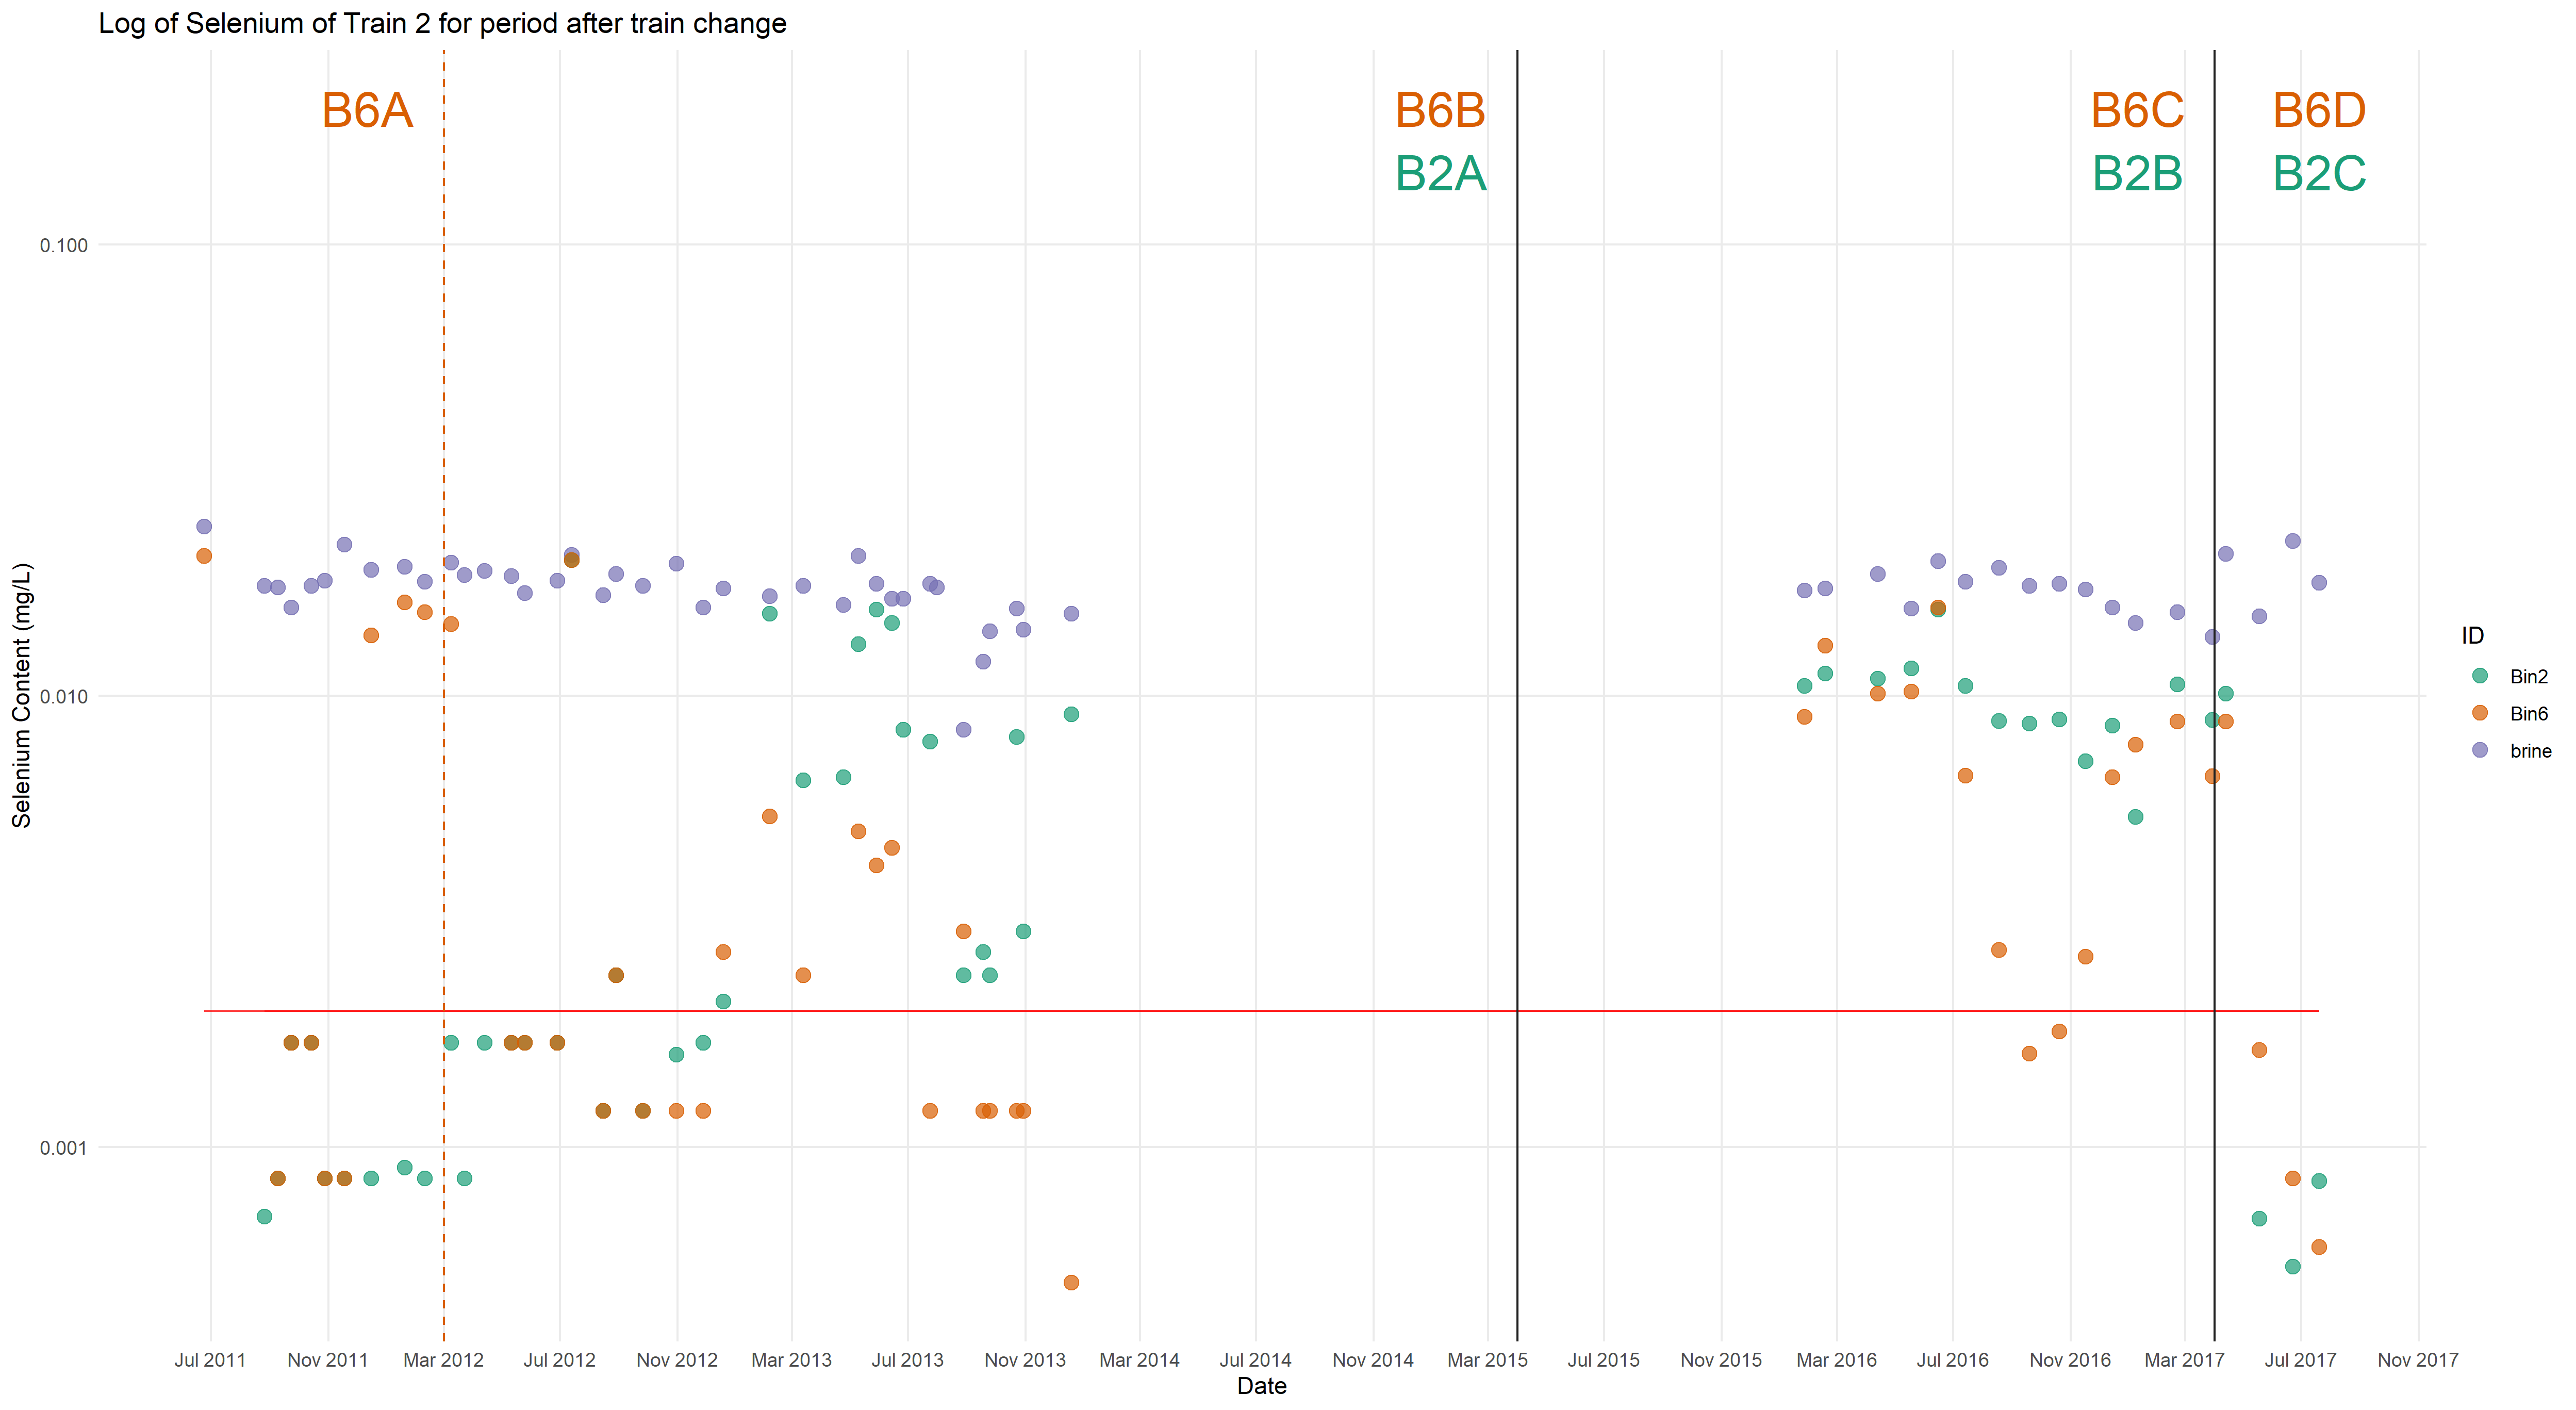 Log of Selenium of Train 2 for period after train change
B6A
B6B
B6C
B6D
B2A
B2B
B2C
0.100
0.010
0.001
Selenium Content (mg/L)
ID
Bin2
Bin6
brine
Jul 2011 Nov 2011 Mar 2012 Jul 2012 Nov 2012 Mar 2013 Jul 2013 Nov 2013 Mar 2014 Jul 2014 Nov 2014 Mar 2015 Jul 2015 Nov 2015 Mar 2016 Jul 2016 Nov 2016 Mar 2017 Jul 2017 Nov 2017
Date